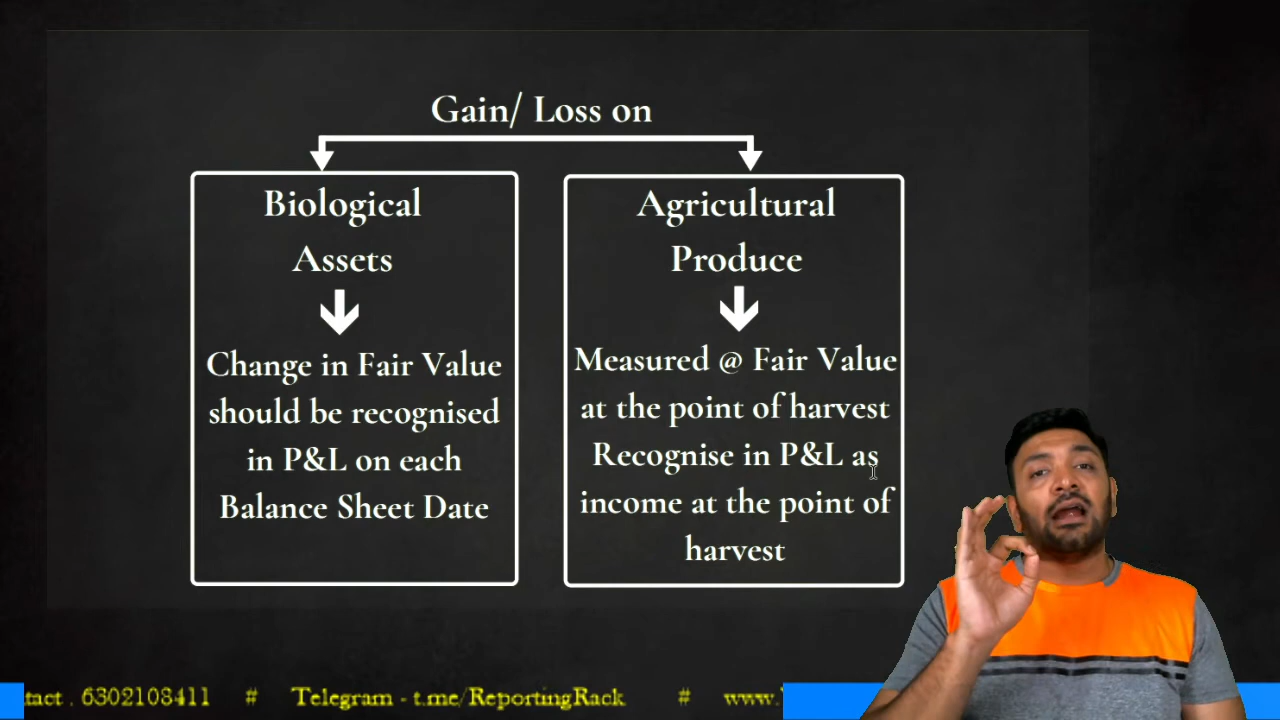 Gain/ Loss on
Biological
Assets
Change in Fair Value
should be recognised
in P&L on each
Balance Sheet Date
Agricultural
Produce
Measured @ Fair Value
at the point of harvest
Recognise in P&L as
income at the point of
harvest
tact . 6302108411 # Telegram - t.me/ReportingRack # www.